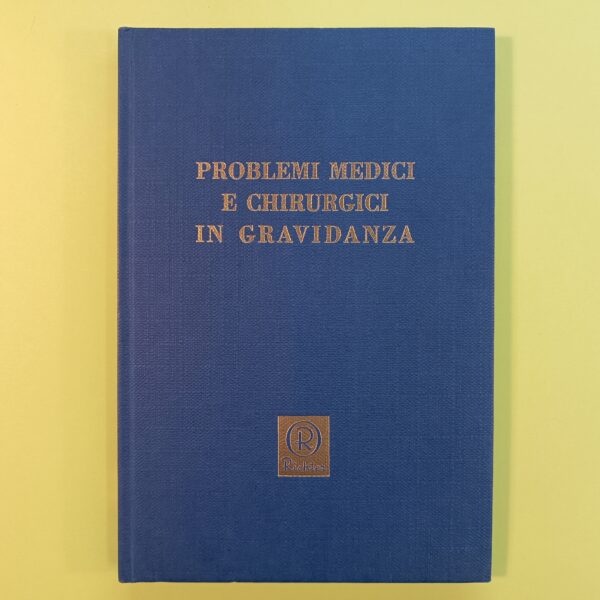 PROBLEMI MEDICI
E CHIRURGICI
IN GRAVIDANZA
R